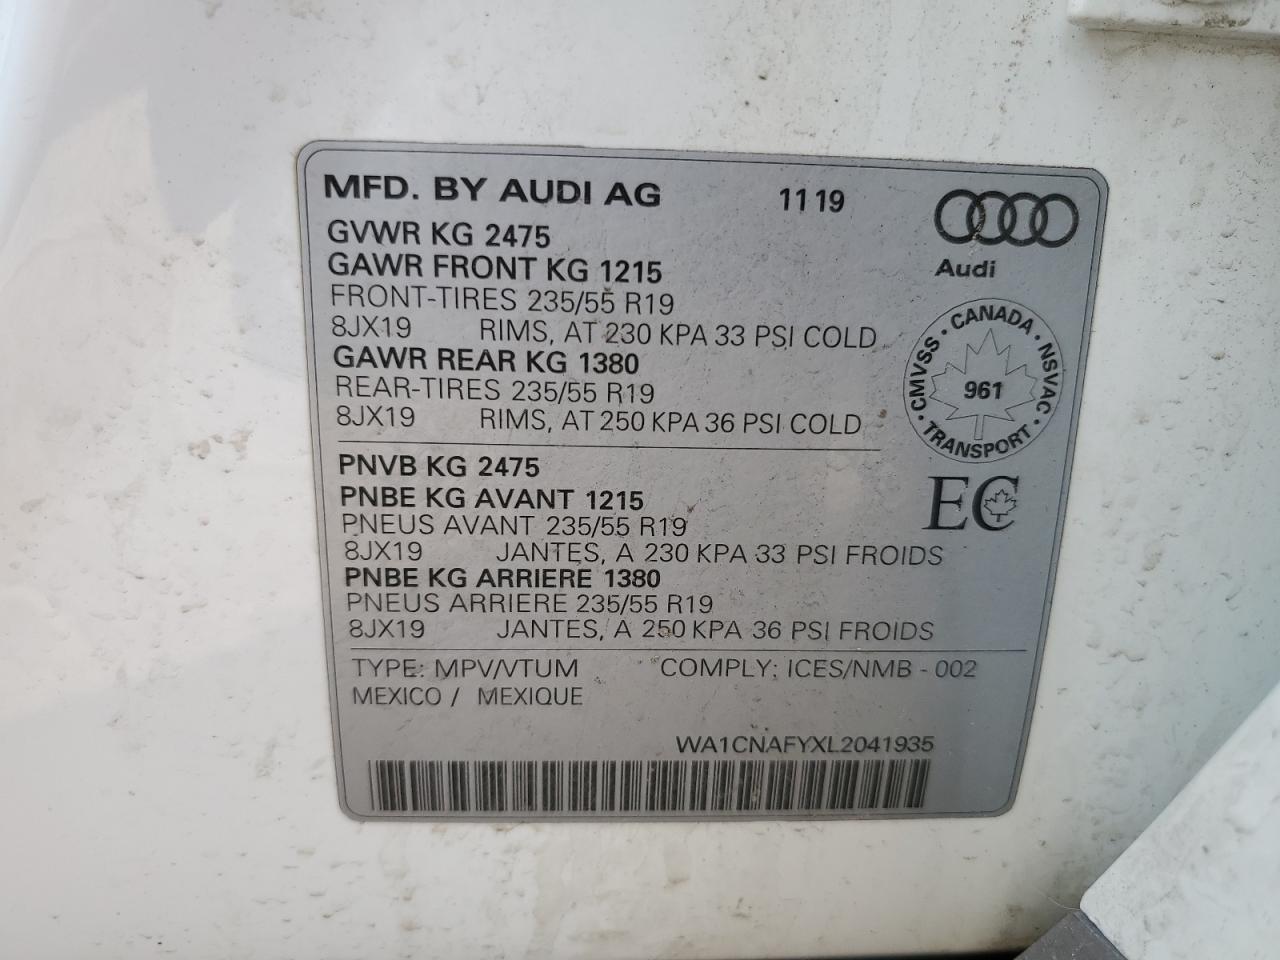 MFD. BY AUDI AG 11 19
GVWR KG 2475
GAWR FRONT KG 1215
FRONT-TIRES 235/55 R19
8JX19 RIMS, AT 230 KPA 33 PSI COLD
GAWR REAR KG 1380
REAR-TIRES 235/55 R19
8JX19 RIMS, AT 250 KPA 36 PSI COLD
Audi
CMVSS · CANADA · NSVAC · TRANSPORT ·
961
EC
PNVB KG 2475
PNBE KG AVANT 1215
PNEUS AVANT 235/55 R19
8JX19 JANTES, A 230 KPA 33 PSI FROIDS
PNBE KG ARRIERE 1380
PNEUS ARRIERE 235/55 R19
8JX19 JANTES, A 250 KPA 36 PSI FROIDS
TYPE: MPV/VTUM COMPLY: ICES/NMB - 002
MEXICO / MEXIQUE
WA1CNAFYXL2041935